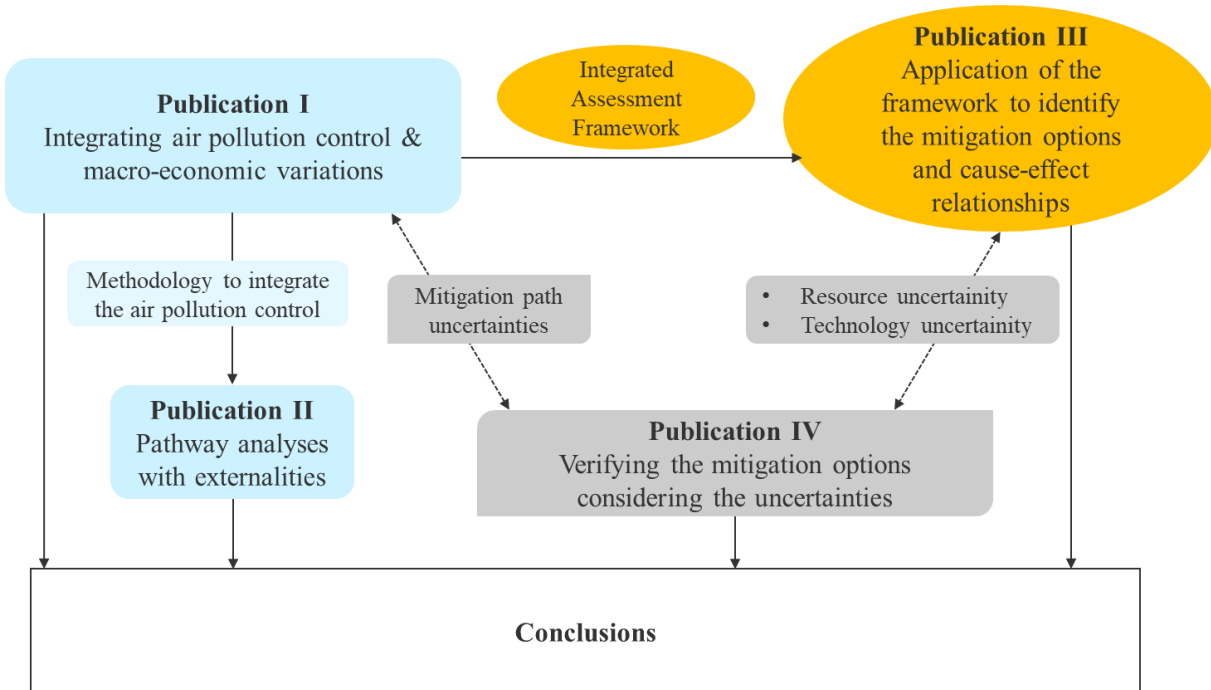 Publication I
Integrating air pollution control &
macro-economic variations
Integrated
Assessment
Framework
Publication III
Application of the
framework to identify
the mitigation options
and cause-effect
relationships
Methodology to integrate
the air pollution control
Mitigation path
uncertainties
• Resource uncertainity
• Technology uncertainity
Publication II
Pathway analyses
with externalities
Publication IV
Verifying the mitigation options
considering the uncertainties
Conclusions